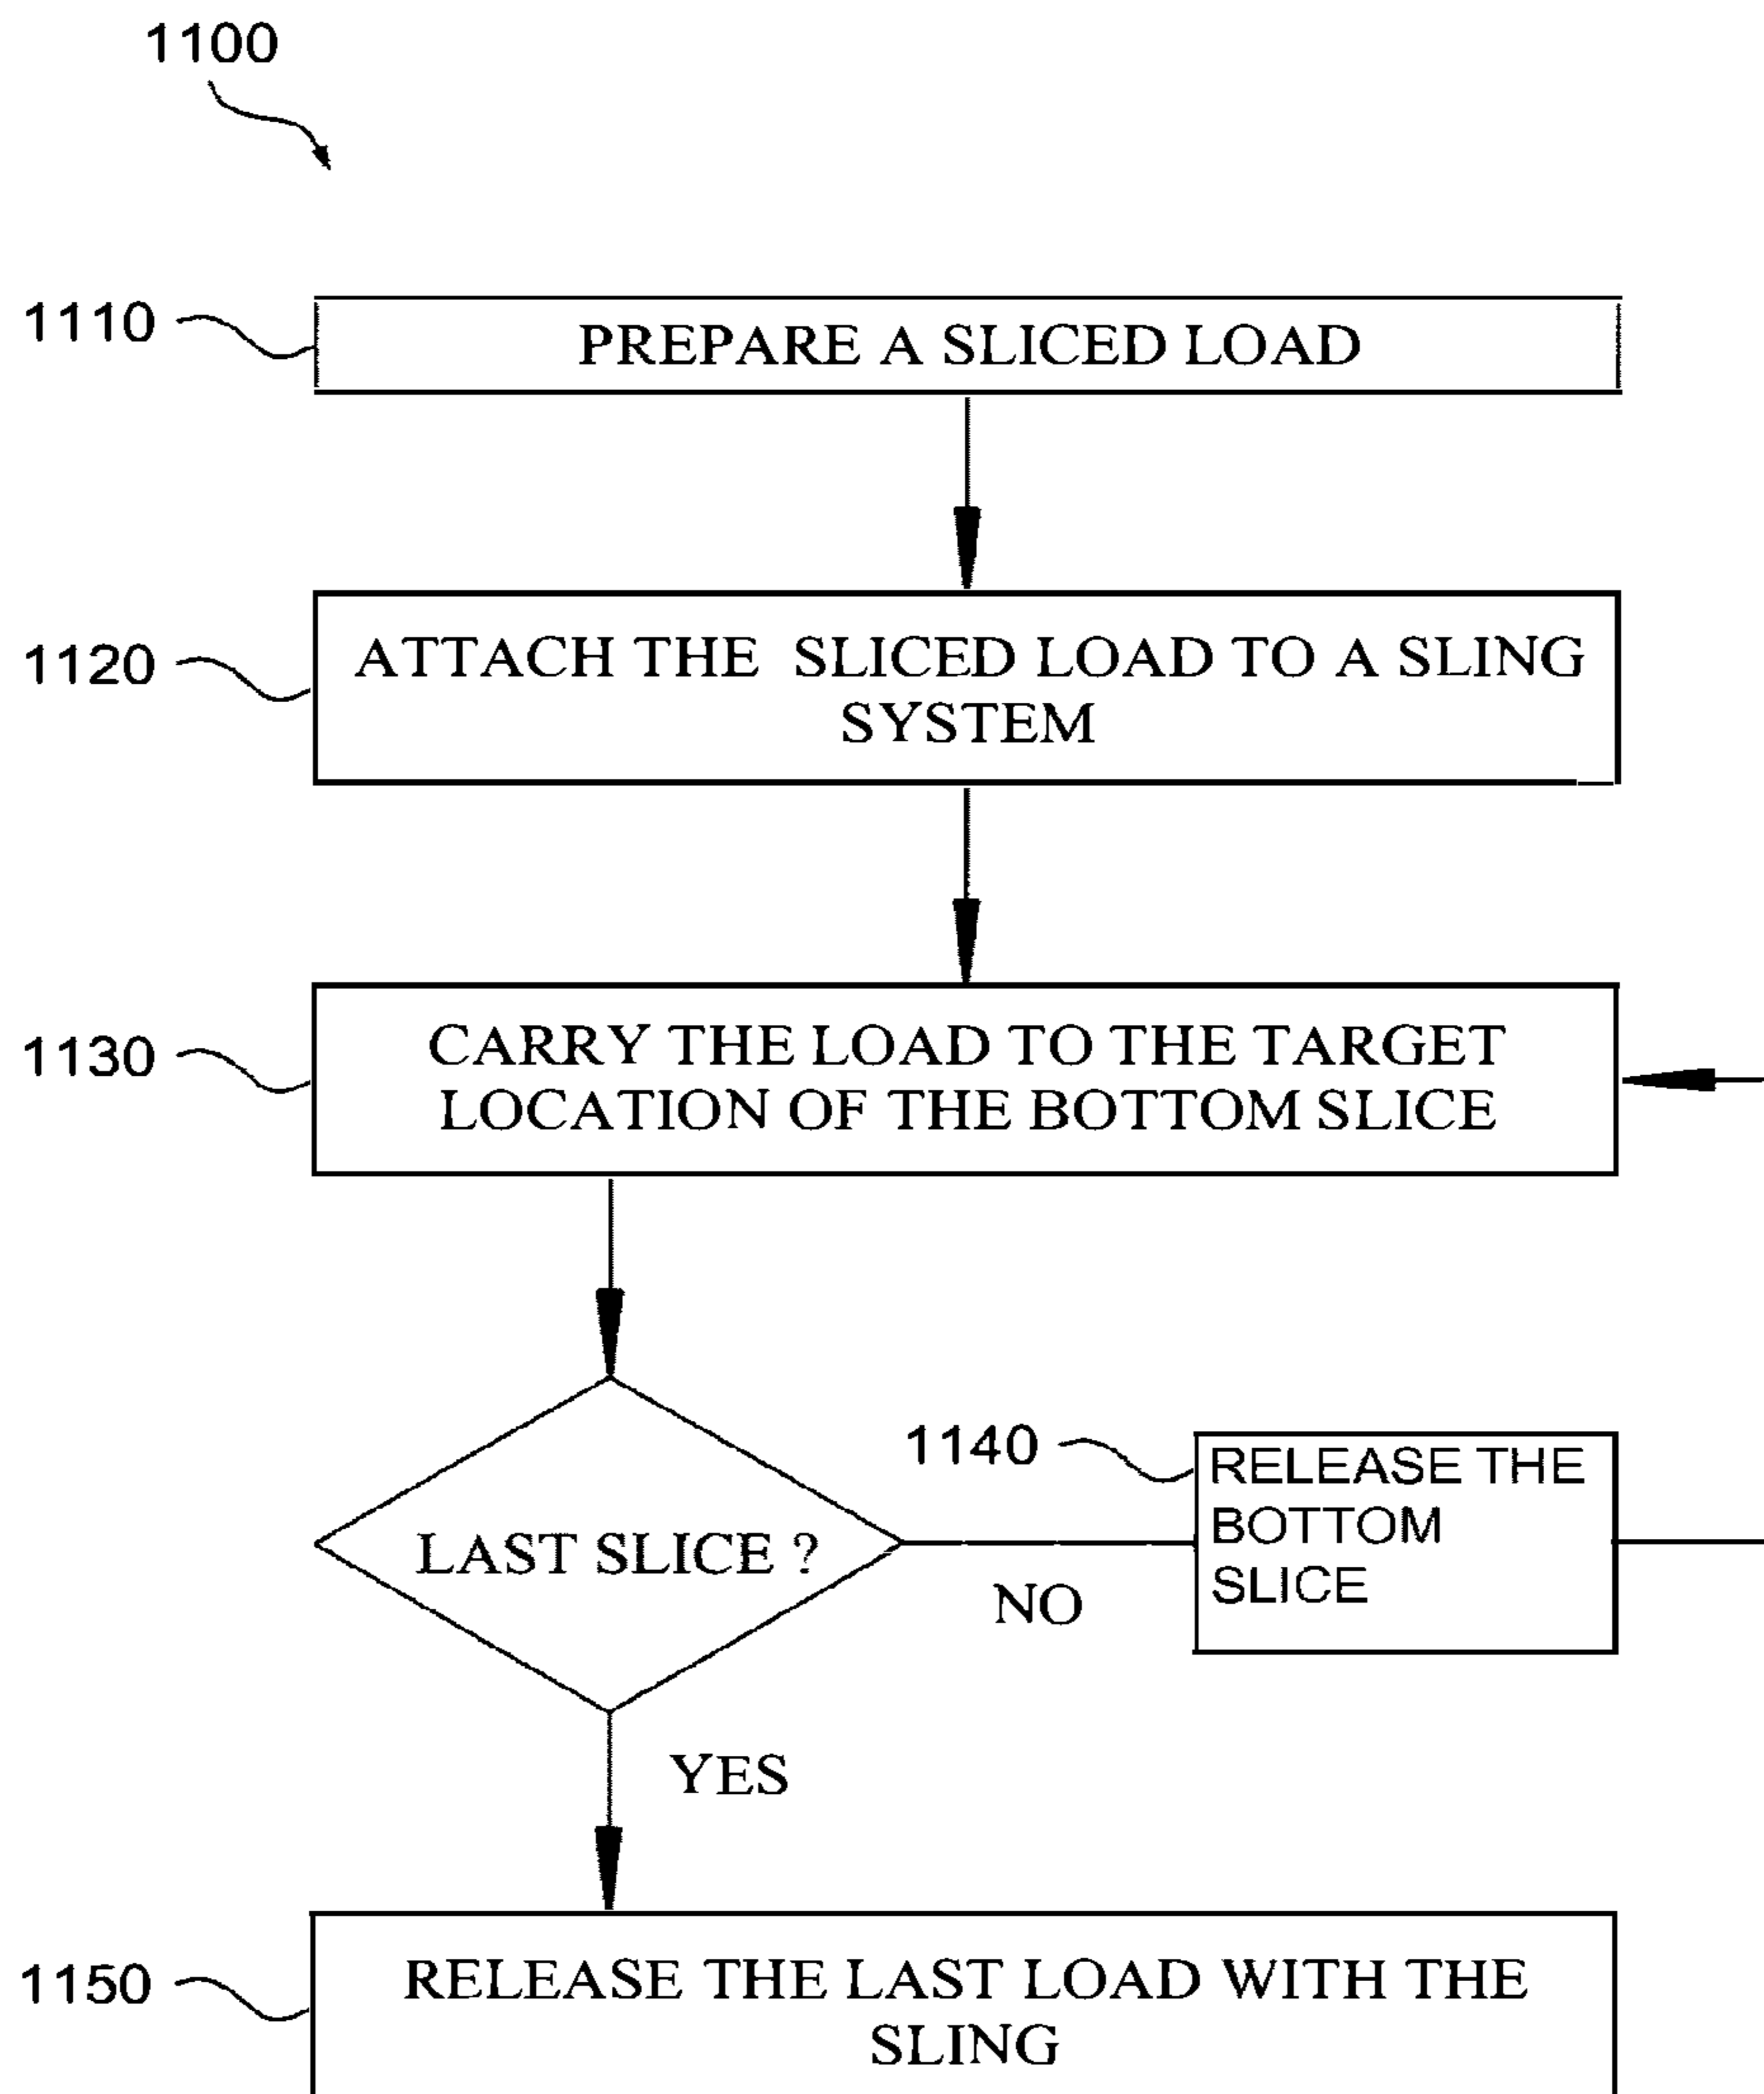 1100
1110
PREPARE A SLICED LOAD
1120
ATTACH THE SLICED LOAD TO A SLING
SYSTEM
1130
CARRY THE LOAD TO THE TARGET
LOCATION OF THE BOTTOM SLICE
1140
RELEASE THE
BOTTOM
SLICE
LAST SLICE ?
NO
YES
1150
RELEASE THE LAST LOAD WITH THE
SLING